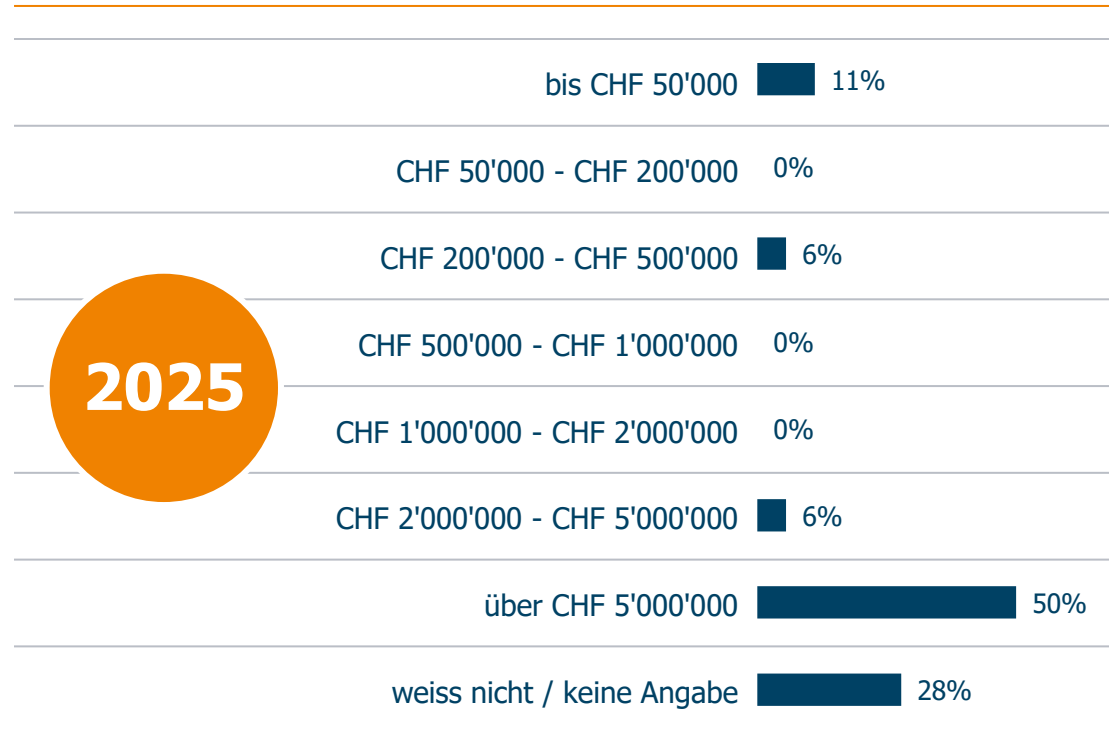 bis CHF 50'000 11%
CHF 50'000 - CHF 200'000 0%
CHF 200'000 - CHF 500'000 6%
CHF 500'000 - CHF 1'000'000 0%
2025
CHF 1'000'000 - CHF 2'000'000 0%
CHF 2'000'000 - CHF 5'000'000 6%
über CHF 5'000'000 50%
weiss nicht / keine Angabe 28%